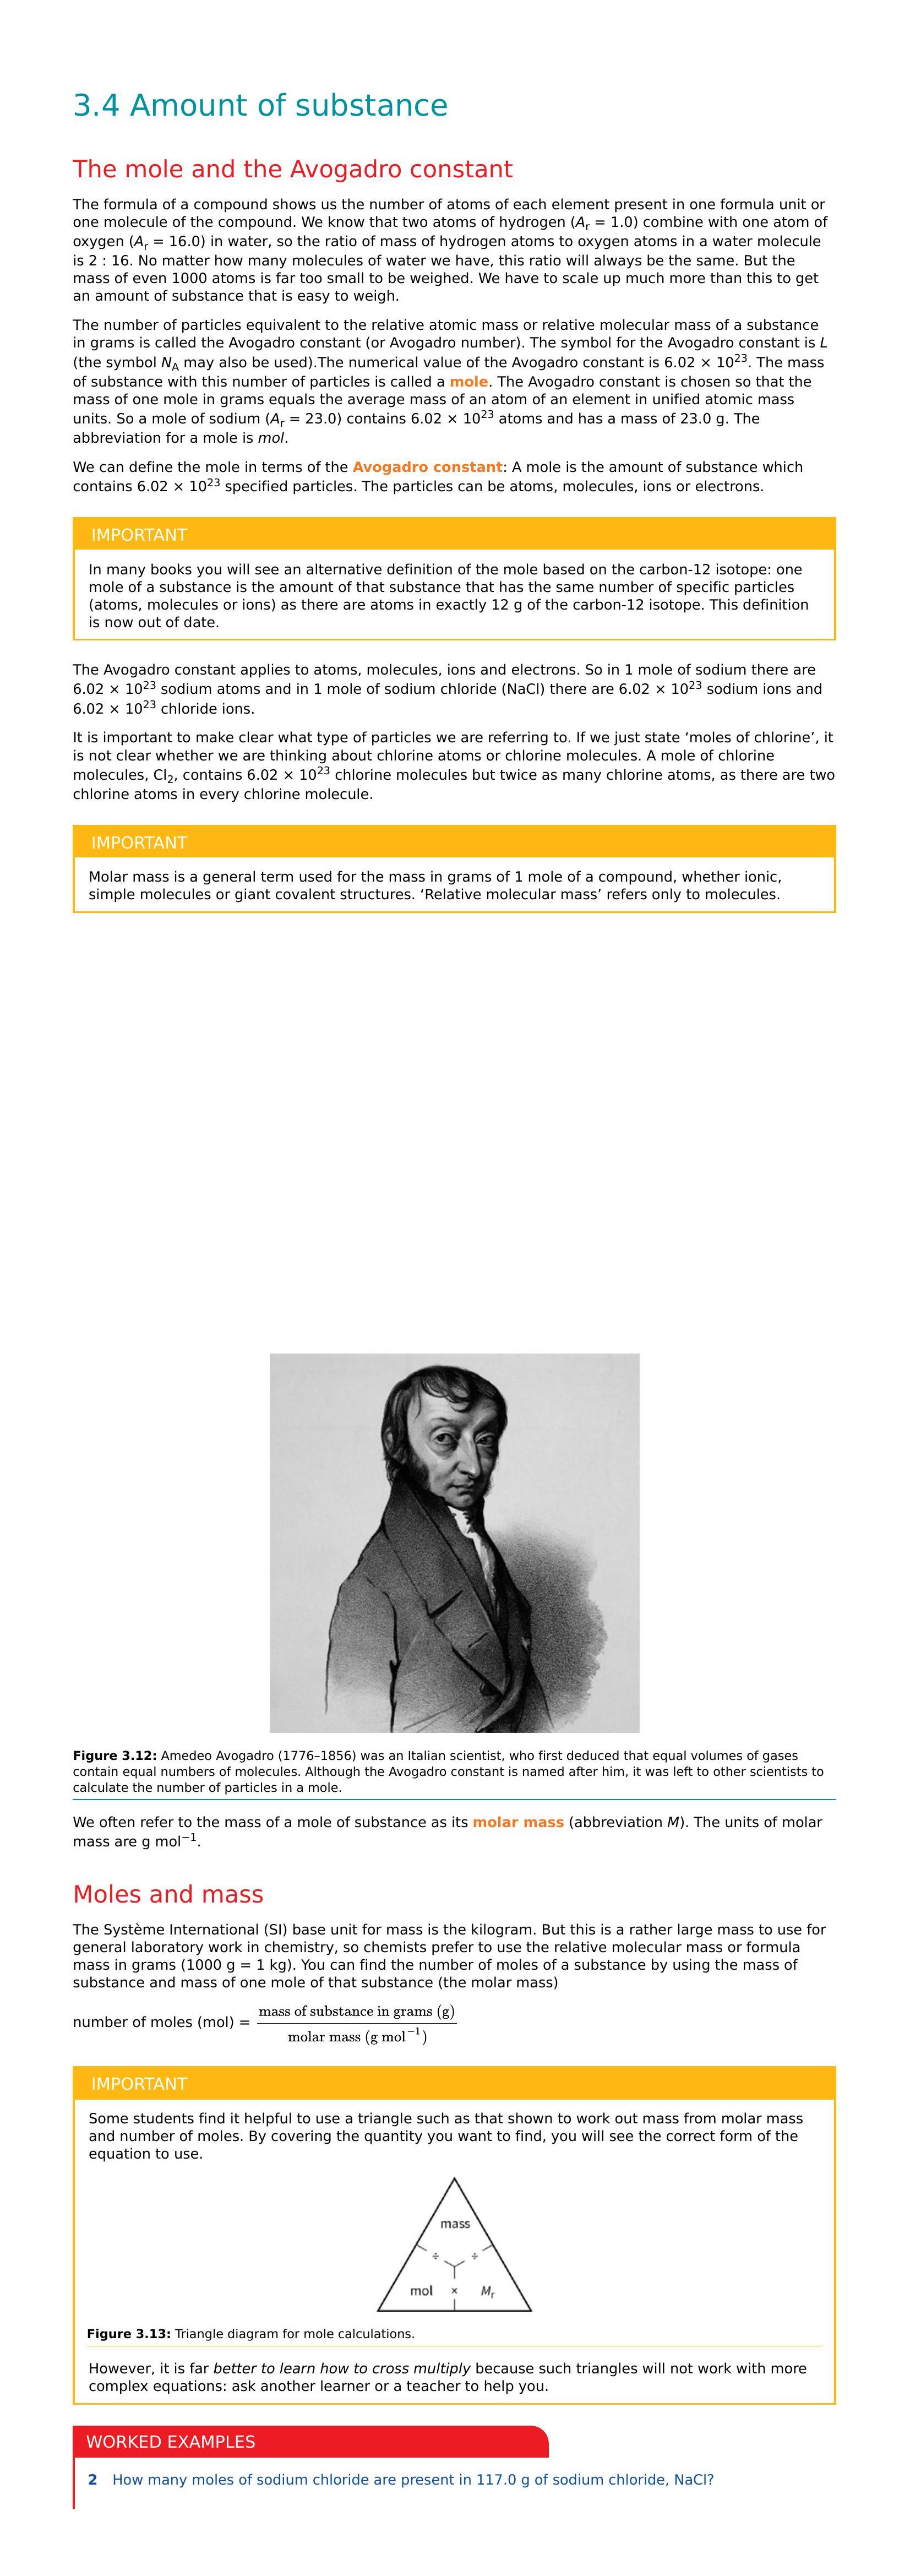 3.4 Amount of substance
The mole and the Avogadro constant
The formula of a compound shows us the number of atoms of each element present in one formula unit or
one molecule of the compound. We know that two atoms of hydrogen (Aᵣ = 1.0) combine with one atom of
oxygen (Aᵣ = 16.0) in water, so the ratio of mass of hydrogen atoms to oxygen atoms in a water molecule
is 2 : 16. No matter how many molecules of water we have, this ratio will always be the same. But the
mass of even 1000 atoms is far too small to be weighed. We have to scale up much more than this to get
an amount of substance that is easy to weigh.
The number of particles equivalent to the relative atomic mass or relative molecular mass of a substance
in grams is called the Avogadro constant (or Avogadro number). The symbol for the Avogadro constant is L
(the symbol N_A may also be used).The numerical value of the Avogadro constant is 6.02 × 10²³. The mass
of substance with this number of particles is called a mole. The Avogadro constant is chosen so that the
mass of one mole in grams equals the average mass of an atom of an element in unified atomic mass
units. So a mole of sodium (Aᵣ = 23.0) contains 6.02 × 10²³ atoms and has a mass of 23.0 g. The
abbreviation for a mole is mol.
We can define the mole in terms of the Avogadro constant: A mole is the amount of substance which
contains 6.02 × 10²³ specified particles. The particles can be atoms, molecules, ions or electrons.
IMPORTANT
In many books you will see an alternative definition of the mole based on the carbon-12 isotope: one
mole of a substance is the amount of that substance that has the same number of specific particles
(atoms, molecules or ions) as there are atoms in exactly 12 g of the carbon-12 isotope. This definition
is now out of date.
The Avogadro constant applies to atoms, molecules, ions and electrons. So in 1 mole of sodium there are
6.02 × 10²³ sodium atoms and in 1 mole of sodium chloride (NaCl) there are 6.02 × 10²³ sodium ions and
6.02 × 10²³ chloride ions.
It is important to make clear what type of particles we are referring to. If we just state ‘moles of chlorine’, it
is not clear whether we are thinking about chlorine atoms or chlorine molecules. A mole of chlorine
molecules, Cl₂, contains 6.02 × 10²³ chlorine molecules but twice as many chlorine atoms, as there are two
chlorine atoms in every chlorine molecule.
IMPORTANT
Molar mass is a general term used for the mass in grams of 1 mole of a compound, whether ionic,
simple molecules or giant covalent structures. ‘Relative molecular mass’ refers only to molecules.
Figure 3.12: Amedeo Avogadro (1776–1856) was an Italian scientist, who first deduced that equal volumes of gases
contain equal numbers of molecules. Although the Avogadro constant is named after him, it was left to other scientists to
calculate the number of particles in a mole.
We often refer to the mass of a mole of substance as its molar mass (abbreviation M). The units of molar
mass are g mol⁻¹.
Moles and mass
The Système International (SI) base unit for mass is the kilogram. But this is a rather large mass to use for
general laboratory work in chemistry, so chemists prefer to use the relative molecular mass or formula
mass in grams (1000 g = 1 kg). You can find the number of moles of a substance by using the mass of
substance and mass of one mole of that substance (the molar mass)
number of moles (mol) = mass of substance in grams (g)
molar mass (g mol⁻¹)
IMPORTANT
Some students find it helpful to use a triangle such as that shown to work out mass from molar mass
and number of moles. By covering the quantity you want to find, you will see the correct form of the
equation to use.
mass
÷ ÷
mol × Mᵣ
Figure 3.13: Triangle diagram for mole calculations.
However, it is far better to learn how to cross multiply because such triangles will not work with more
complex equations: ask another learner or a teacher to help you.
WORKED EXAMPLES
2 How many moles of sodium chloride are present in 117.0 g of sodium chloride, NaCl?